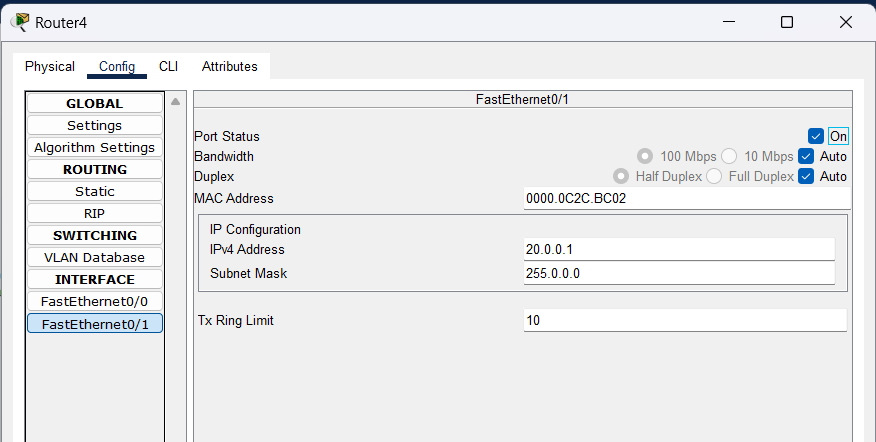 Router4
Physical Config CLI Attributes
GLOBAL
Settings
Algorithm Settings
ROUTING
Static
RIP
SWITCHING
VLAN Database
INTERFACE
FastEthernet0/0
FastEthernet0/1
FastEthernet0/1
Port Status On
Bandwidth 100 Mbps 10 Mbps Auto
Duplex Half Duplex Full Duplex Auto
MAC Address 0000.0C2C.BC02
IP Configuration
IPv4 Address 20.0.0.1
Subnet Mask 255.0.0.0
Tx Ring Limit 10